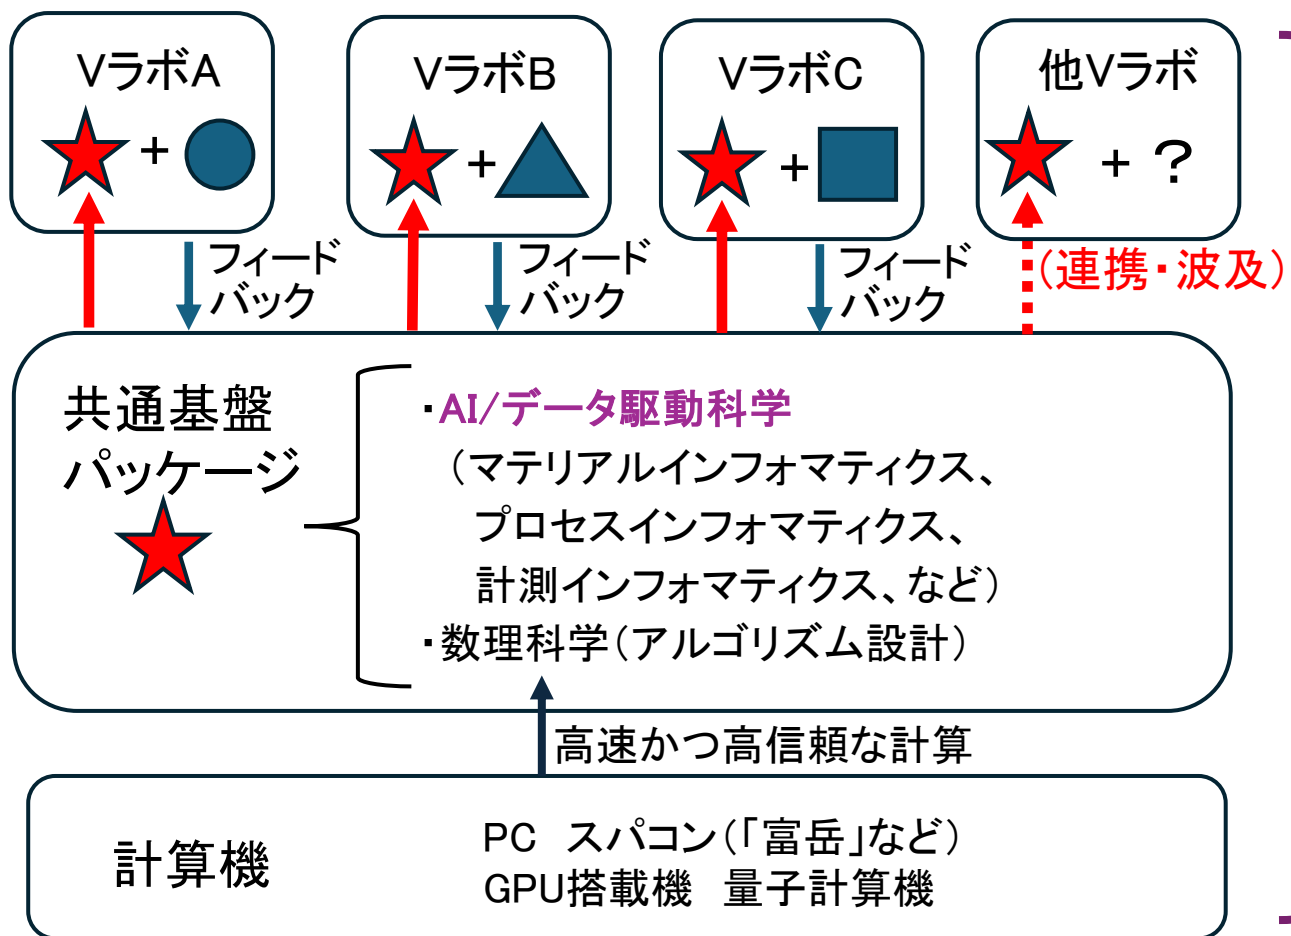 VラボA
VラボB
VラボC
他Vラボ
+
+
+
+ ?
フィード
バック
フィード
バック
フィード
バック
(連携・波及)
共通基盤
パッケージ
・AI/データ駆動科学
(マテリアルインフォマティクス、
プロセスインフォマティクス、
計測インフォマティクス、など)
・数理科学(アルゴリズム設計)
高速かつ高信頼な計算
計算機
PC スパコン(「富岳」など)
GPU搭載機 量子計算機